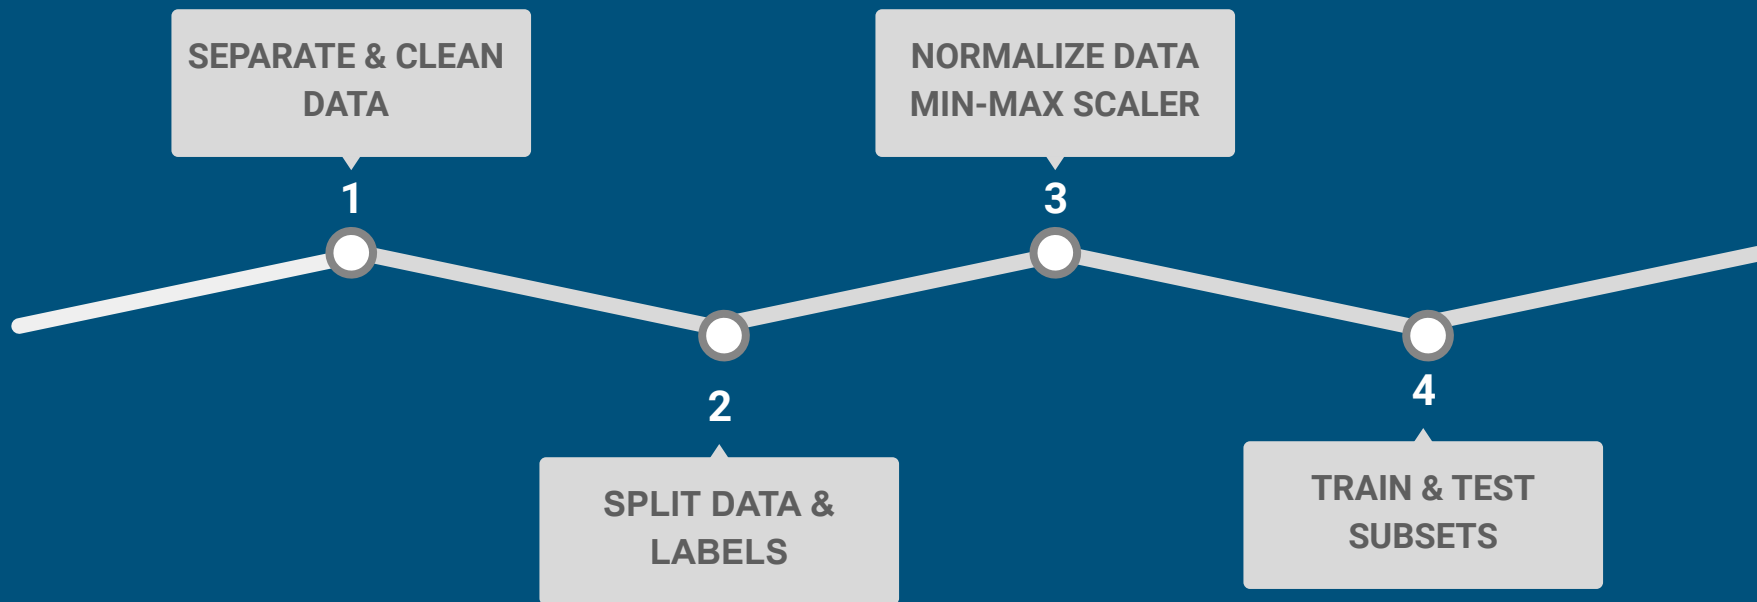 SEPARATE & CLEAN
DATA
1
2
SPLIT DATA &
LABELS
NORMALIZE DATA
MIN-MAX SCALER
3
4
TRAIN & TEST
SUBSETS